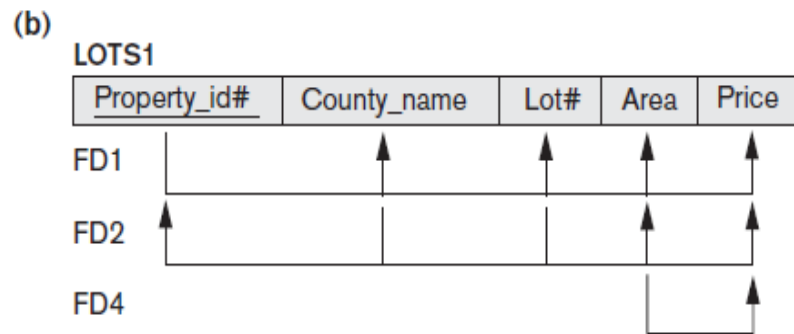 (b)
LOTS1
Property_id# County_name Lot# Area Price
FD1
FD2
FD4